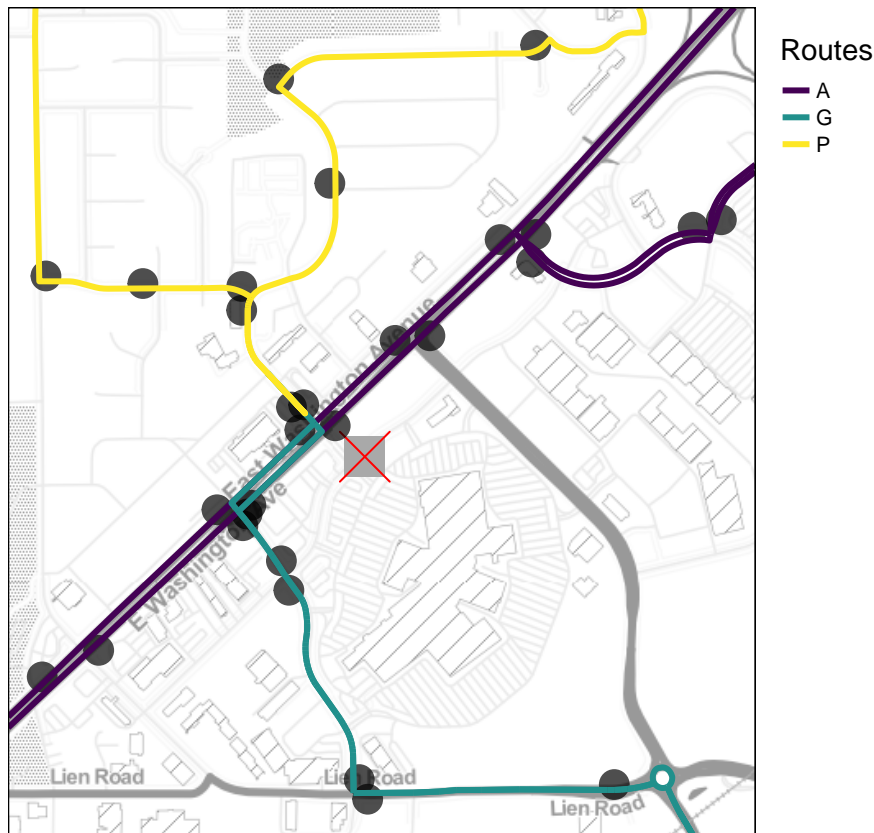 Routes
A
G
P
East Washington Avenue
E Washington Ave
Lien Road
Lien Road
Lien Road